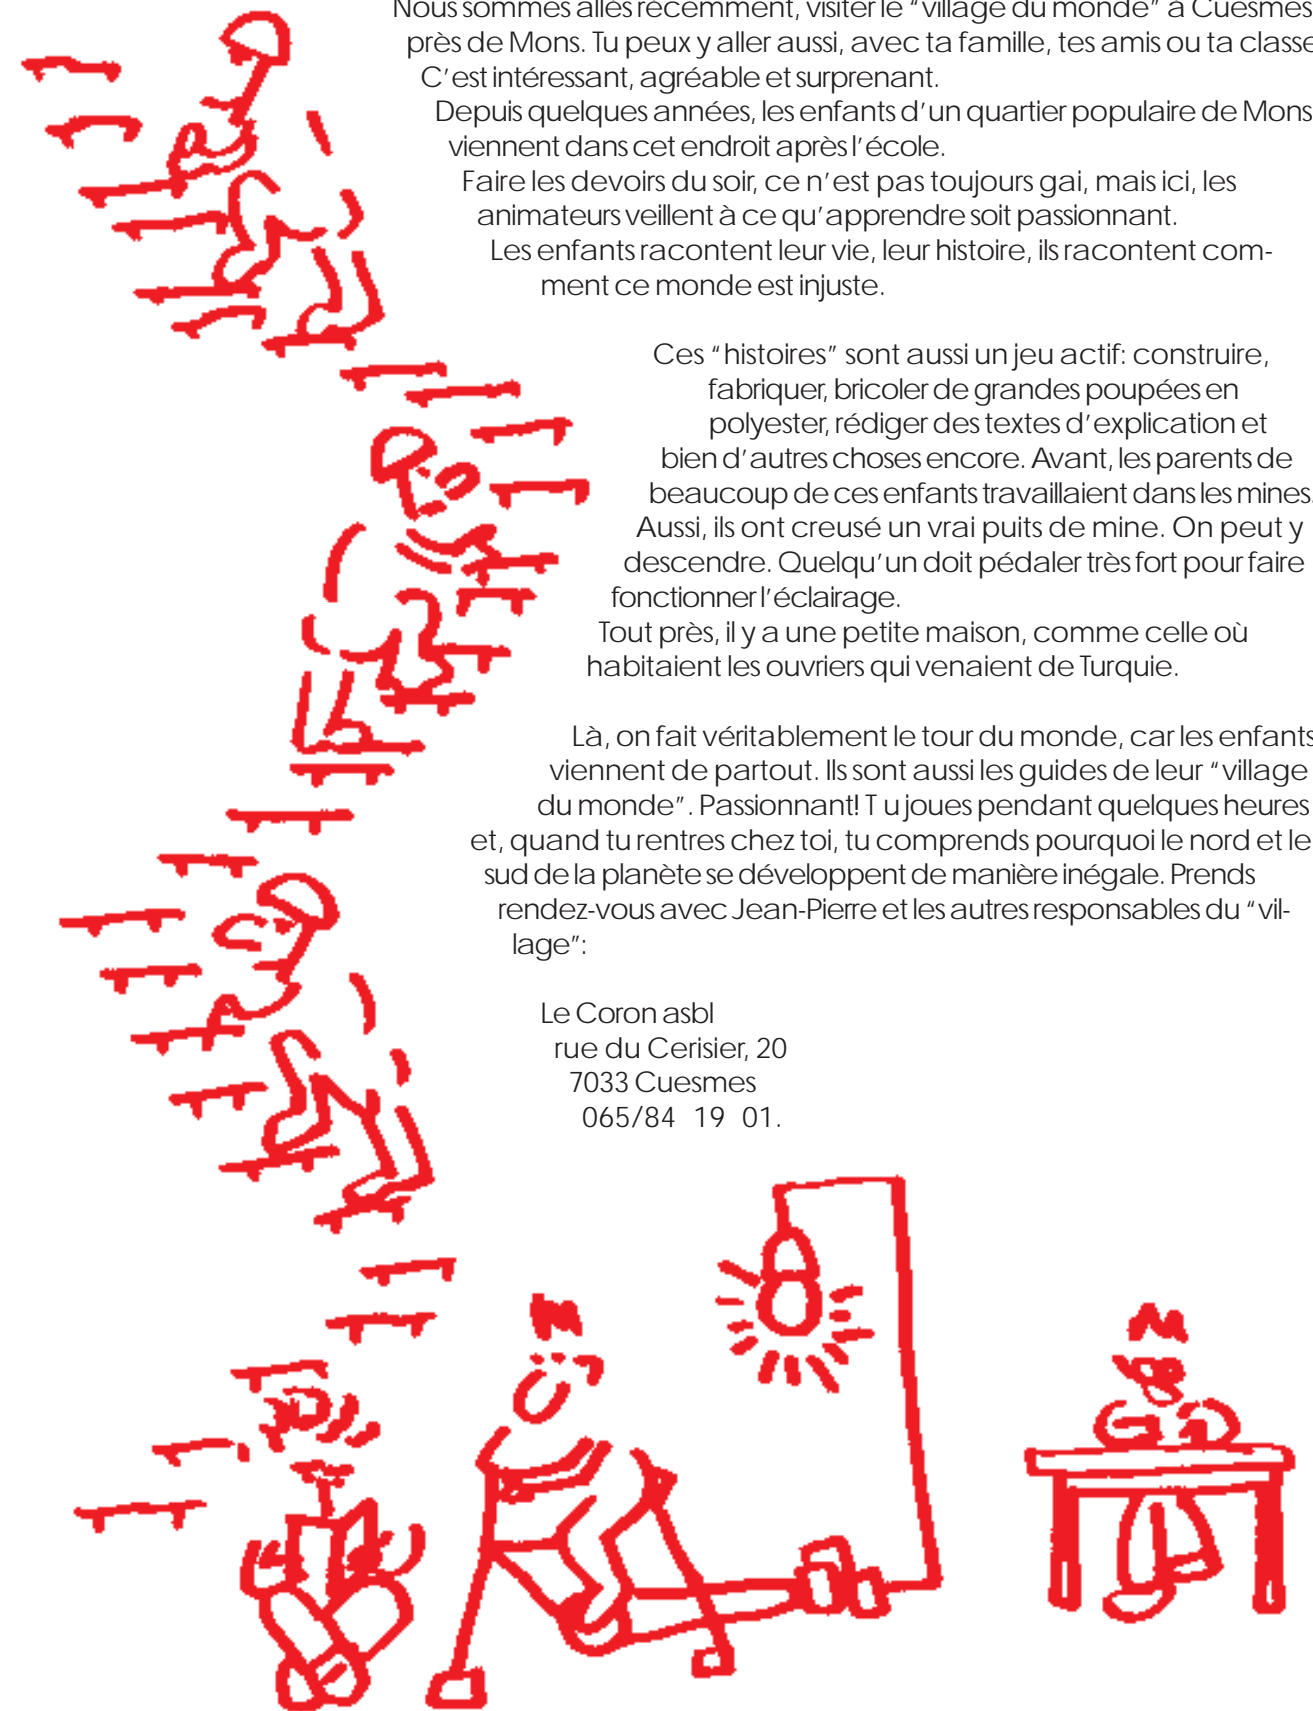 Nous sommes allés récemment, visiter le “village du monde” à Cuesmes
près de Mons. Tu peux y aller aussi, avec ta famille, tes amis ou ta classe
C’est intéressant, agréable et surprenant.
Depuis quelques années, les enfants d’un quartier populaire de Mons
viennent dans cet endroit après l’école.
Faire les devoirs du soir, ce n’est pas toujours gai, mais ici, les
animateurs veillent à ce qu’apprendre soit passionnant.
Les enfants racontent leur vie, leur histoire, ils racontent com-
ment ce monde est injuste.
Ces “histoires” sont aussi un jeu actif: construire,
fabriquer, bricoler de grandes poupées en
polyester, rédiger des textes d’explication et
bien d’autres choses encore. Avant, les parents de
beaucoup de ces enfants travaillaient dans les mines.
Aussi, ils ont creusé un vrai puits de mine. On peut y
descendre. Quelqu’un doit pédaler très fort pour faire
fonctionner l’éclairage.
Tout près, il y a une petite maison, comme celle où
habitaient les ouvriers qui venaient de Turquie.
Là, on fait véritablement le tour du monde, car les enfants
viennent de partout. Ils sont aussi les guides de leur “village
du monde”. Passionnant! T u joues pendant quelques heures
et, quand tu rentres chez toi, tu comprends pourquoi le nord et le
sud de la planète se développent de manière inégale. Prends
rendez-vous avec Jean-Pierre et les autres responsables du “vil-
lage”:
Le Coron asbl
rue du Cerisier, 20
7033 Cuesmes
065/84 19 01.